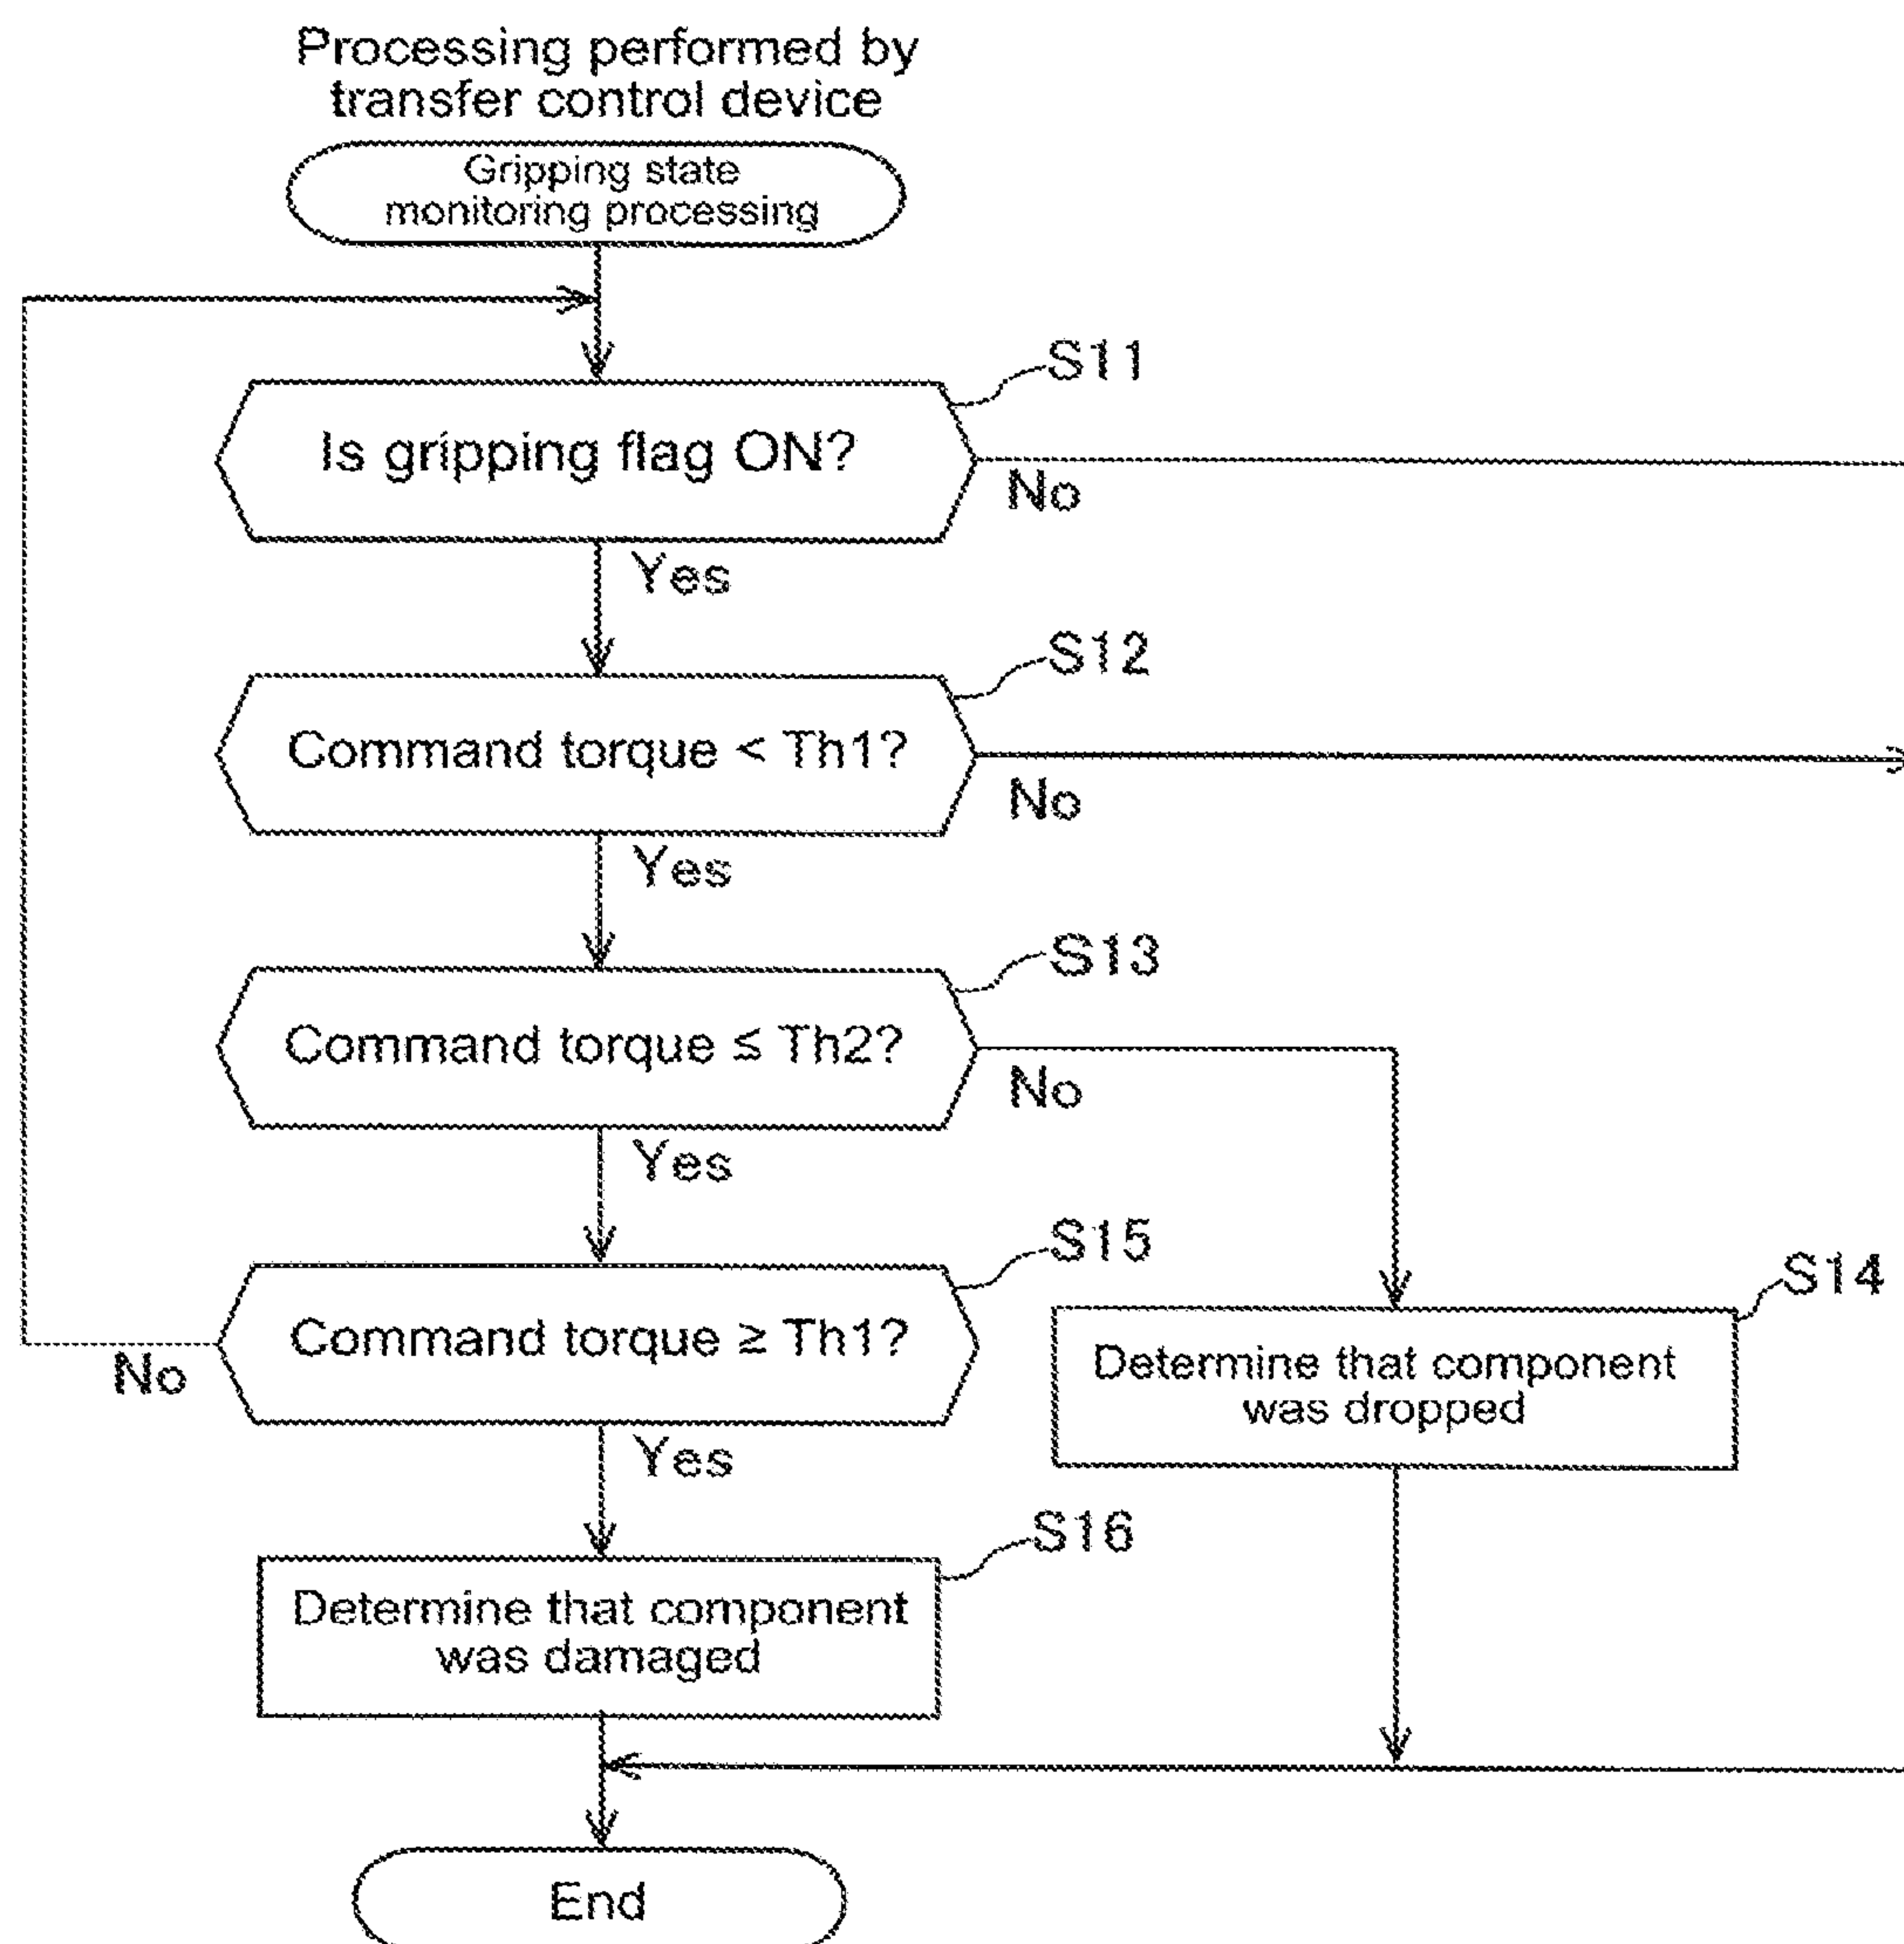 Processing performed by
transfer control device
Gripping state
monitoring processing
S11
Is gripping flag ON?
No
Yes
S12
Command torque < Th1?
No
Yes
S13
Command torque ≦ Th2?
No
Yes
S15
Command torque ≧ Th1?
No
Yes
S14
Determine that component
was dropped
S16
Determine that component
was damaged
End